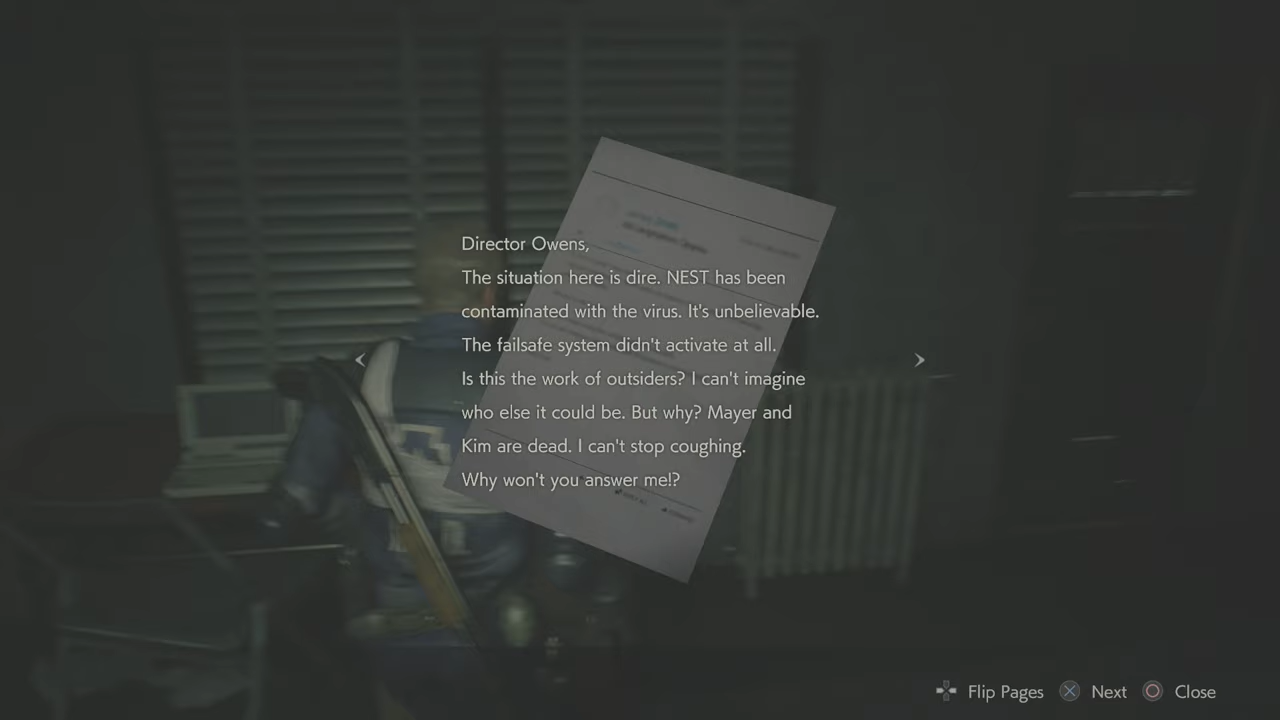 Director Owens,
The situation here is dire. NEST has been
contaminated with the virus. It's unbelievable.
The failsafe system didn't activate at all.
Is this the work of outsiders? I can't imagine
who else it could be. But why? Mayer and
Kim are dead. I can't stop coughing.
Why won't you answer me!?
Flip Pages
Next
Close